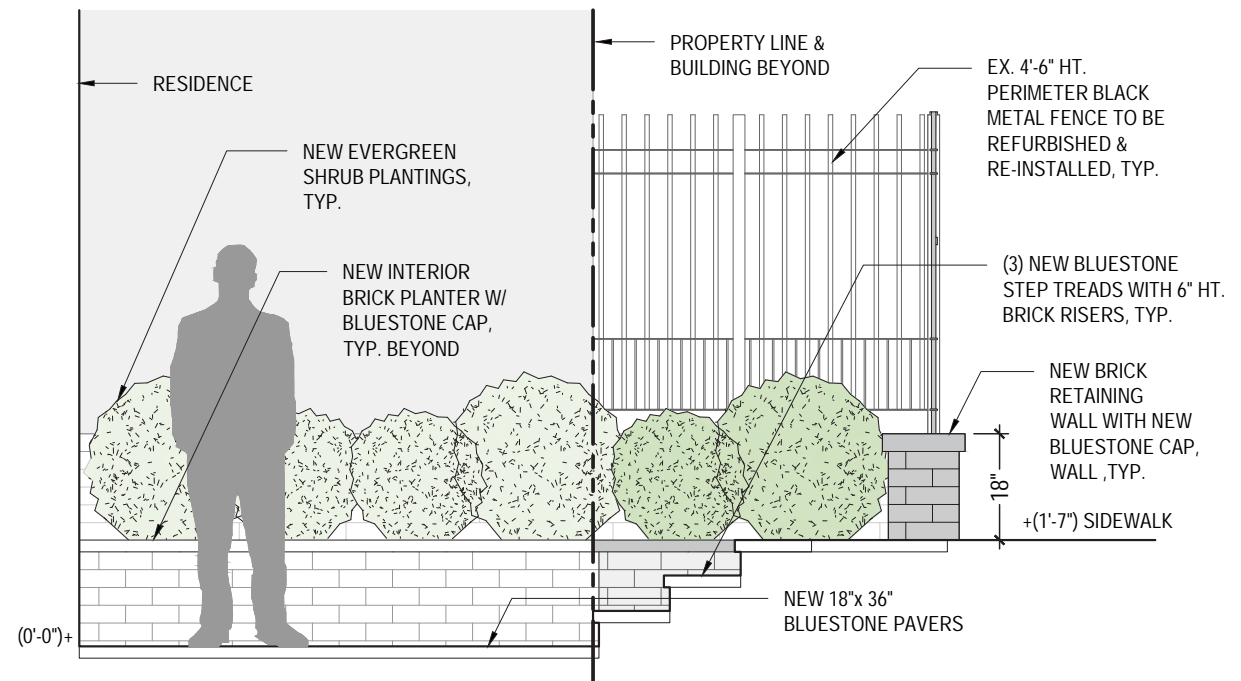 PROPERTY LINE &
BUILDING BEYOND
RESIDENCE
EX. 4'-6" HT.
PERIMETER BLACK
METAL FENCE TO BE
REFURBISHED &
RE-INSTALLED, TYP.
NEW EVERGREEN
SHRUB PLANTINGS,
TYP.
NEW INTERIOR
BRICK PLANTER W/
BLUESTONE CAP,
TYP. BEYOND
(3) NEW BLUESTONE
STEP TREADS WITH 6" HT.
BRICK RISERS, TYP.
NEW BRICK
RETAINING
WALL WITH NEW
BLUESTONE CAP,
WALL ,TYP.
18"
+(1'-7") SIDEWALK
NEW 18"x 36"
BLUESTONE PAVERS
(0'-0")+